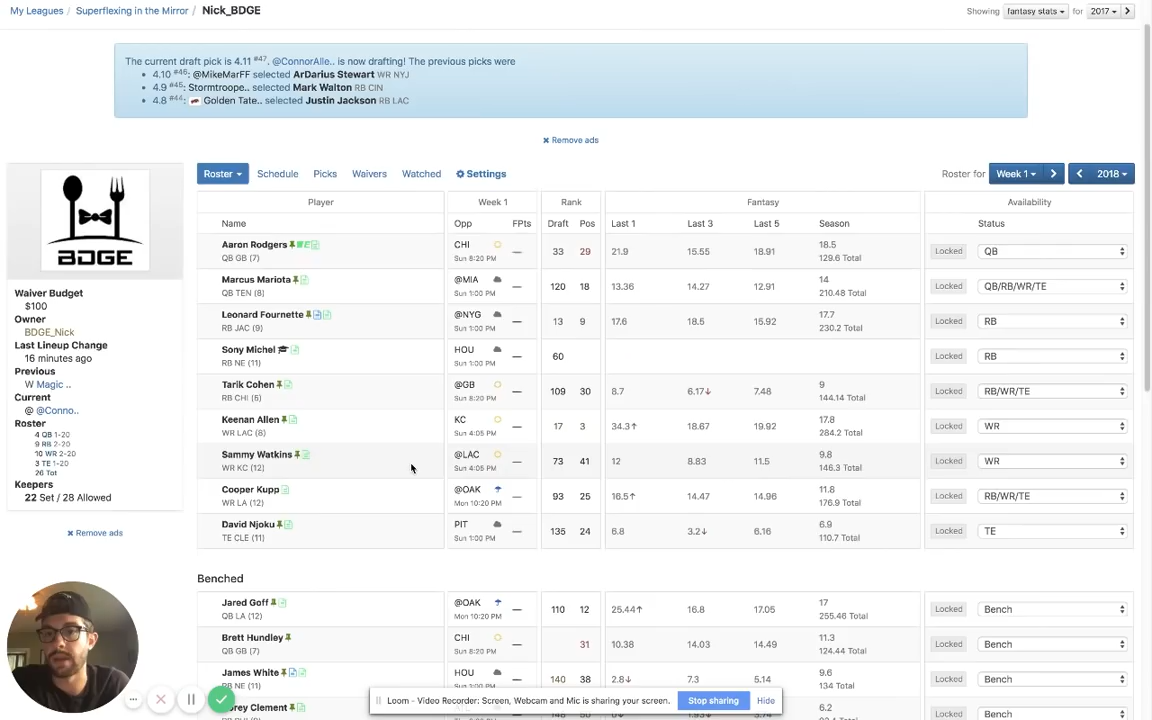 My Leagues / Superflexing in the Mirror / Nick_BDGE
Showing fantasy stats for 2017
The current draft pick is 4.11 #47. @ConnorAlle.. is now drafting! The previous picks were
• 4.10 #46: @MikeMarFF selected ArDarius Stewart WR NYJ
• 4.9 #45: Stormtroope.. selected Mark Walton RB CIN
• 4.8 #44: Golden Tate.. selected Justin Jackson RB LAC
✖ Remove ads
BDGE
Waiver Budget
$100
Owner
BDGE_Nick
Last Lineup Change
16 minutes ago
Previous
W Magic ..
Current
@ @Conno..
Roster
4 QB 1-20
9 RB 2-20
10 WR 2-20
3 TE 1-20
26 Tot
Keepers
22 Set / 28 Allowed
✖ Remove ads
Roster Schedule Picks Waivers Watched Settings
Roster for Week 1 2018
Player Week 1 Rank Fantasy Availability
Name Opp FPts Draft Pos Last 1 Last 3 Last 5 Season Status
Aaron Rodgers CHI — 33 29 21.9 15.55 18.91 18.5 Locked QB
QB GB (7) Sun 8:20 PM 129.6 Total
Marcus Mariota @MIA — 120 18 13.36 14.27 12.91 14 Locked QB/RB/WR/TE
QB TEN (8) Sun 1:00 PM 210.48 Total
Leonard Fournette @NYG — 13 9 17.6 18.5 15.92 17.7 Locked RB
RB JAC (9) Sun 1:00 PM 230.2 Total
Sony Michel HOU — 60 Locked RB
RB NE (11) Sun 1:00 PM
Tarik Cohen @GB — 109 30 8.7 6.17↓ 7.48 9 Locked RB/WR/TE
RB CHI (5) Sun 8:20 PM 144.14 Total
Keenan Allen KC — 17 3 34.3↑ 18.67 19.92 17.8 Locked WR
WR LAC (8) Sun 4:05 PM 284.2 Total
Sammy Watkins @LAC — 73 41 12 8.83 11.5 9.8 Locked WR
WR KC (12) Sun 4:05 PM 146.3 Total
Cooper Kupp @OAK — 93 25 16.5↑ 14.47 14.96 11.8 Locked RB/WR/TE
WR LA (12) Mon 10:20 PM 176.9 Total
David Njoku PIT — 135 24 6.8 3.2↓ 6.16 6.9 Locked TE
TE CLE (11) Sun 1:00 PM 110.7 Total
Benched
Jared Goff @OAK — 110 12 25.44↑ 16.8 17.05 17 Locked Bench
QB LA (12) Mon 10:20 PM 255.46 Total
Brett Hundley CHI — 31 10.38 14.03 14.49 11.3 Locked Bench
QB GB (7) Sun 8:20 PM 124.44 Total
James White HOU — 140 38 2.8↓ 7.3 5.14 9.6 Locked Bench
RB NE (11) Sun 1:00 PM 134 Total
Loom - Video Recorder: Screen, Webcam and Mic is sharing your screen. Stop sharing Hide
Corey Clement 6.2 Locked Bench